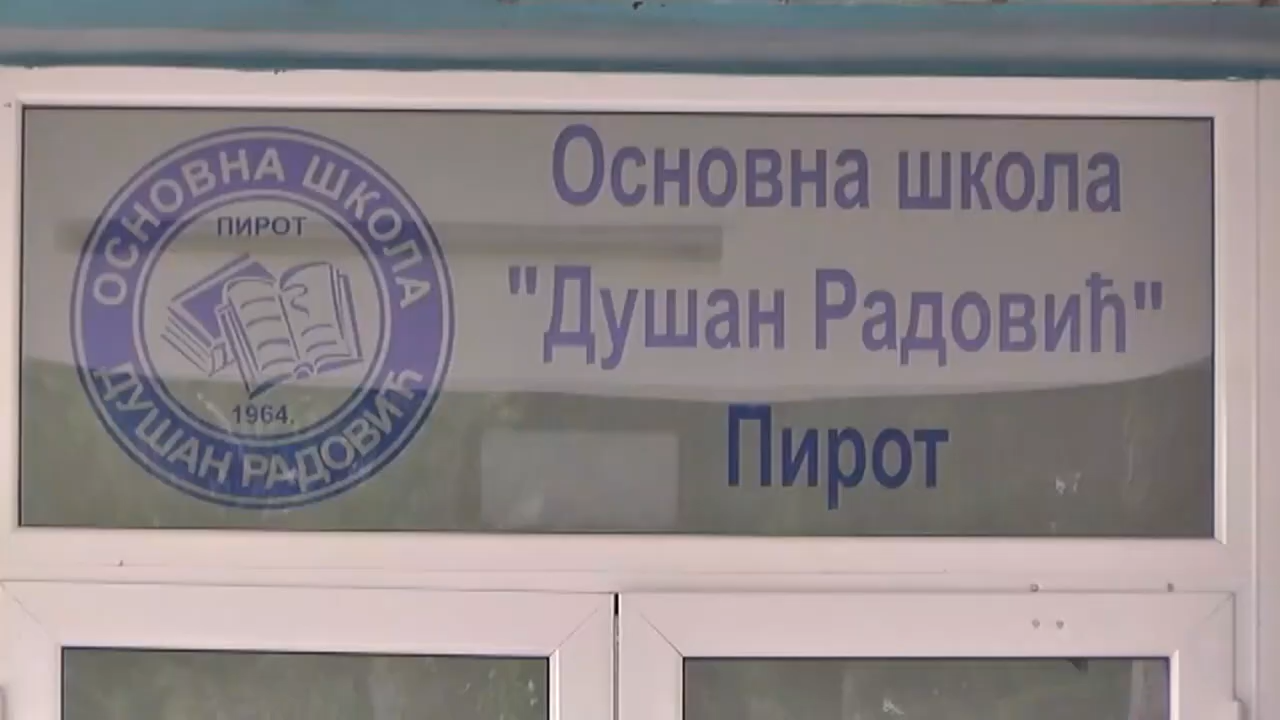 ОСНОВНА ШКОЛА
ПИРОТ
1964.
ДУШАН РАДОВИЋ
Основна школа
"Душан Радовић"
Пирот